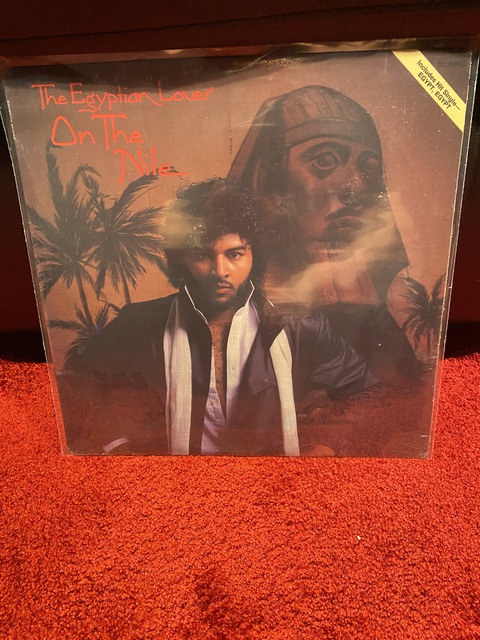 The Egyptian Lover
On The
Nile
Includes Hit Single—
EGYPT, EGYPT